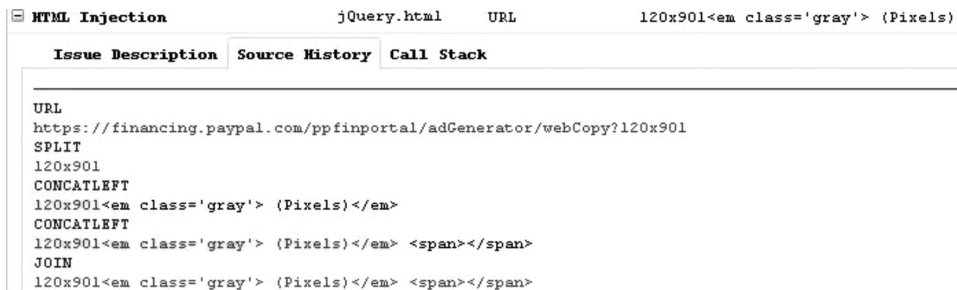 HTML Injection jQuery.html URL 120x901<em class='gray'> (Pixels)
Issue Description Source History Call Stack
URL
https://financing.paypal.com/ppfinportal/adGenerator/webCopy?120x901
SPLIT
120x901
CONCATLEFT
120x901<em class='gray'> (Pixels)</em>
CONCATLEFT
120x901<em class='gray'> (Pixels)</em> <span></span>
JOIN
120x901<em class='gray'> (Pixels)</em> <span></span>